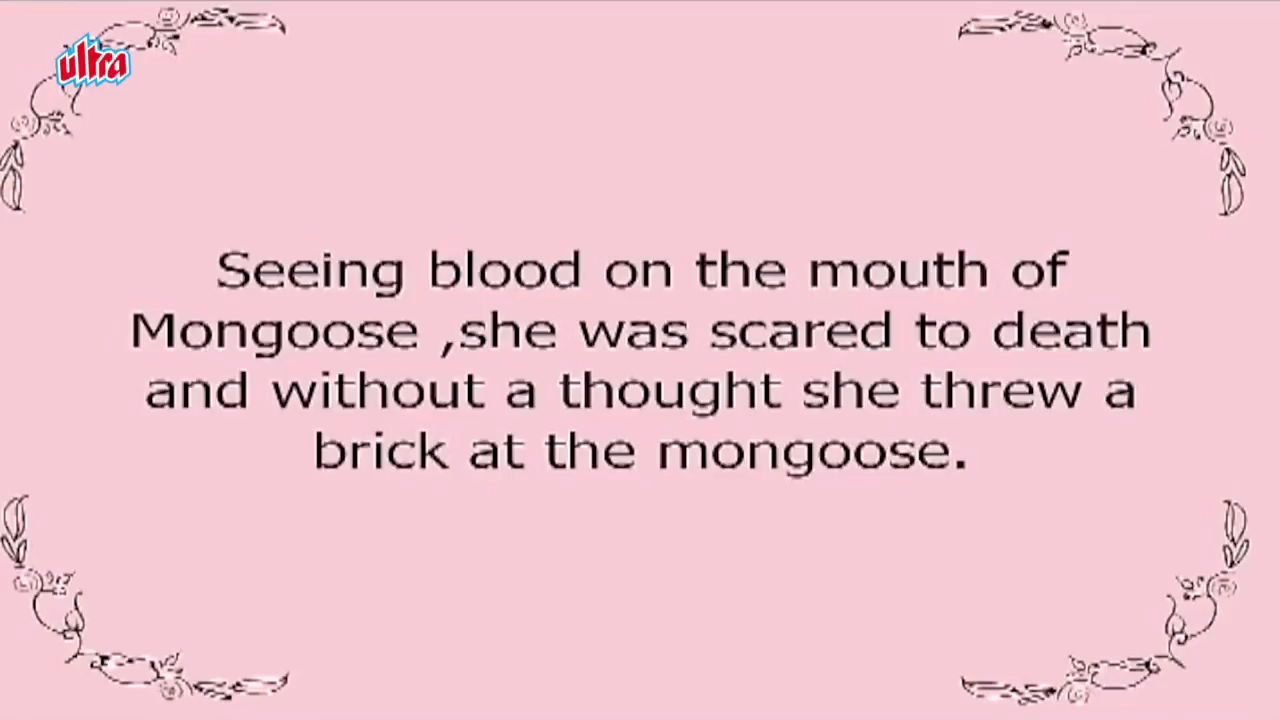 ultra
Seeing blood on the mouth of
Mongoose ,she was scared to death
and without a thought she threw a
brick at the mongoose.